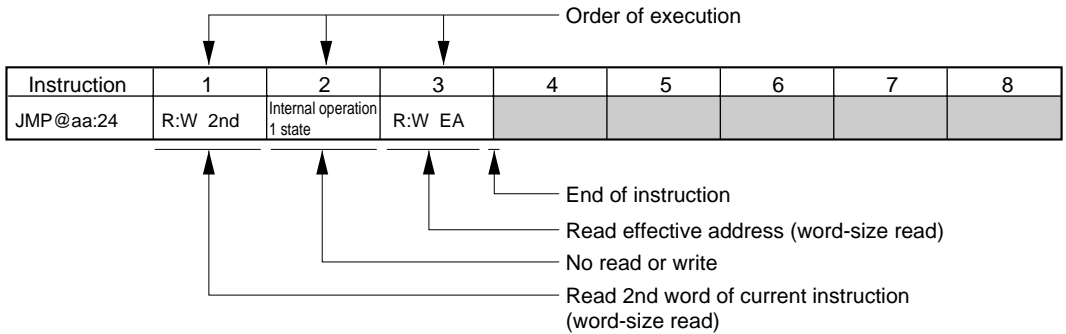 Order of execution
Instruction 1 2 3 4 5 6 7 8
JMP@aa:24 R:W 2nd Internal operation R:W EA
1 state
End of instruction
Read effective address (word-size read)
No read or write
Read 2nd word of current instruction
(word-size read)